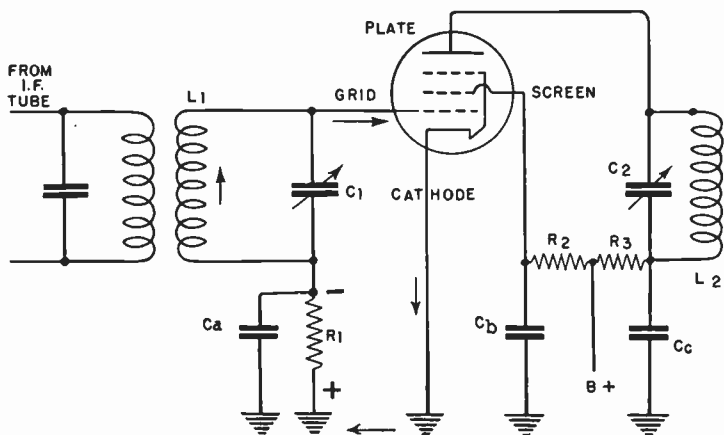 PLATE
FROM
I.F.
TUBE
L1
GRID
SCREEN
C1
C2
CATHODE
R2
R3
L2
Ca
−
R1
+
Cb
Cc
B+